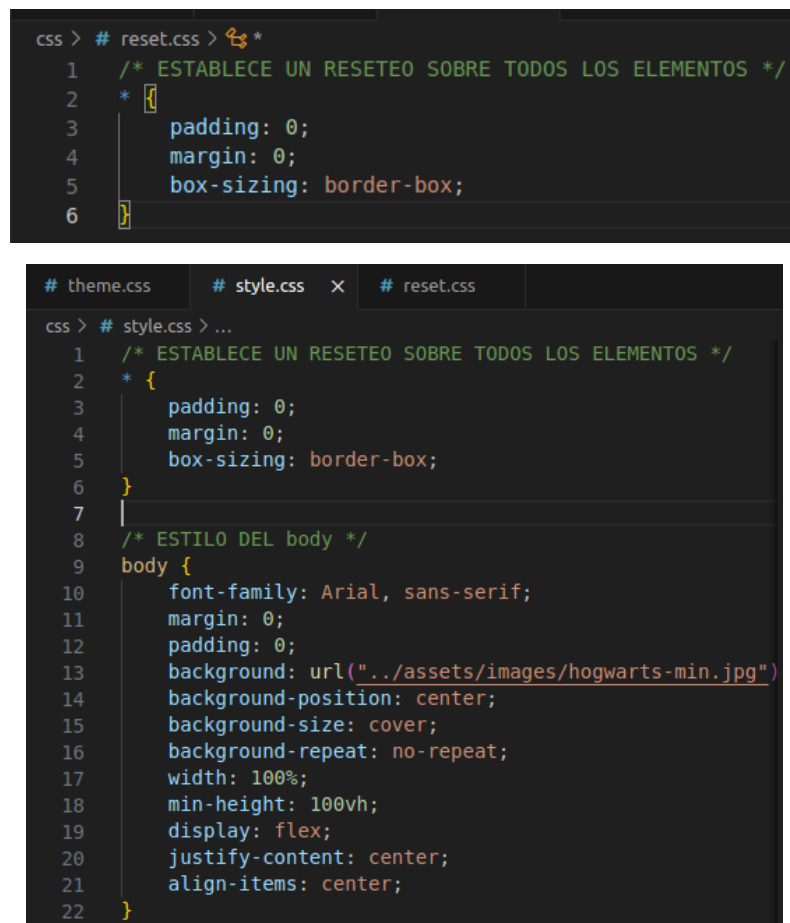 css > # reset.css > *
1 /* ESTABLECE UN RESETEO SOBRE TODOS LOS ELEMENTOS */
2 * {
3 padding: 0;
4 margin: 0;
5 box-sizing: border-box;
6 }
# theme.css # style.css × # reset.css
css > # style.css > ...
1 /* ESTABLECE UN RESETEO SOBRE TODOS LOS ELEMENTOS */
2 * {
3 padding: 0;
4 margin: 0;
5 box-sizing: border-box;
6 }
7
8 /* ESTILO DEL body */
9 body {
10 font-family: Arial, sans-serif;
11 margin: 0;
12 padding: 0;
13 background: url("../assets/images/hogwarts-min.jpg")
14 background-position: center;
15 background-size: cover;
16 background-repeat: no-repeat;
17 width: 100%;
18 min-height: 100vh;
19 display: flex;
20 justify-content: center;
21 align-items: center;
22 }